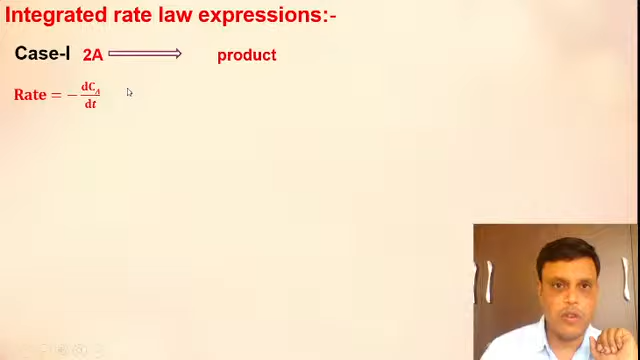 Integrated rate law expressions:-
Case-I 2A ⟹ product
Rate = − dC_A/dt